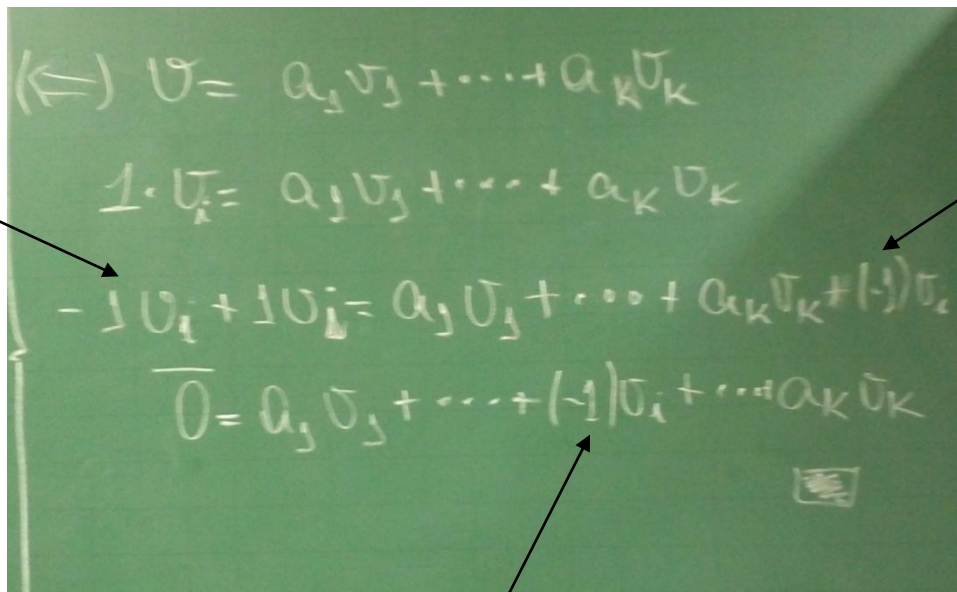 (⇐) v = a₁v₁ + ⋯ + aₖvₖ
1 · vᵢ = a₁v₁ + ⋯ + aₖvₖ
-1vᵢ + 1vᵢ = a₁v₁ + ⋯ + aₖvₖ + (-1)vᵢ
0̅ = a₁v₁ + ⋯ + (-1)vᵢ + ⋯ + aₖvₖ